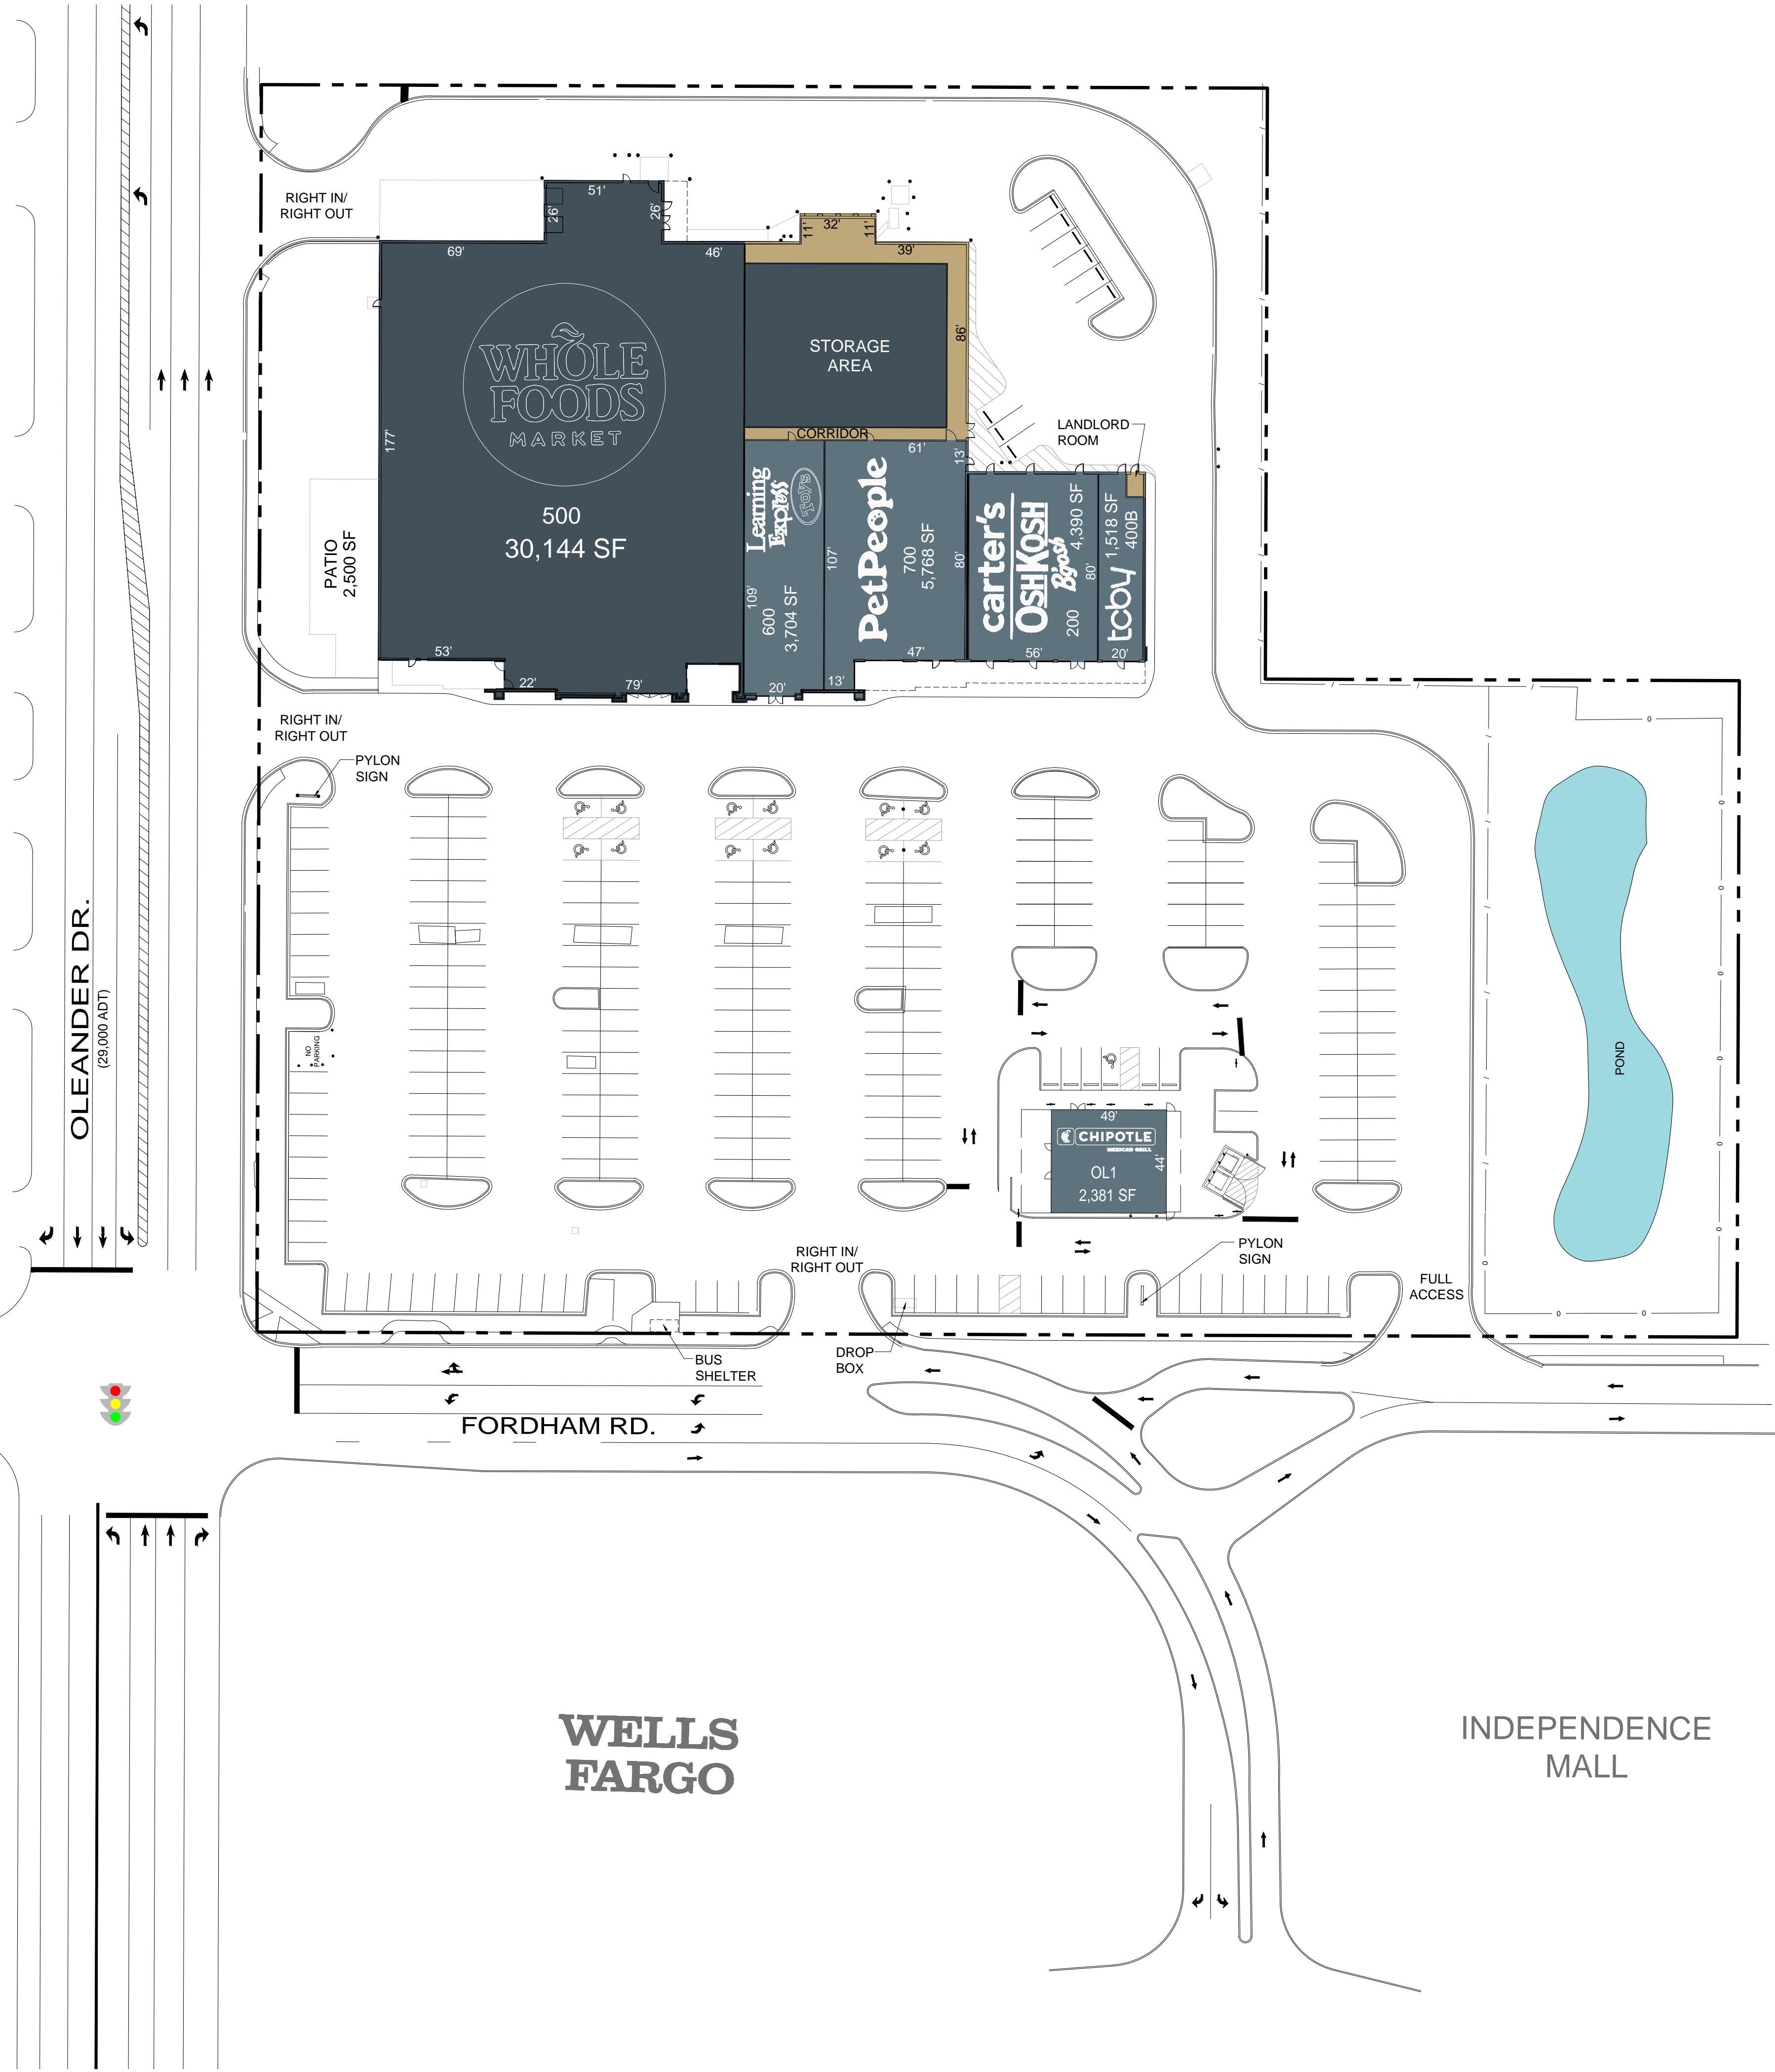 RIGHT IN/
RIGHT OUT
51'
26'
26'
69'
46'
11'
32'
11'
39'
WHOLE
FOODS
MARKET
177'
500
30,144 SF
PATIO
2,500 SF
53'
22'
79'
STORAGE
AREA
86'
CORRIDOR
61'
13'
LANDLORD
ROOM
Learning
Express
Toys
109'
600
3,704 SF
20'
PetPeople
107'
700
5,768 SF
80'
47'
13'
carter's
OSHKOSH
B'gosh
4,390 SF
200
80'
56'
tcby
1,518 SF
400B
20'
RIGHT IN/
RIGHT OUT
PYLON
SIGN
OLEANDER DR.
(29,000 ADT)
NO
PARKING
49'
CHIPOTLE
MEXICAN GRILL
44'
OL1
2,381 SF
POND
RIGHT IN/
RIGHT OUT
PYLON
SIGN
FULL
ACCESS
DROP
BOX
BUS
SHELTER
FORDHAM RD.
WELLS
FARGO
INDEPENDENCE
MALL